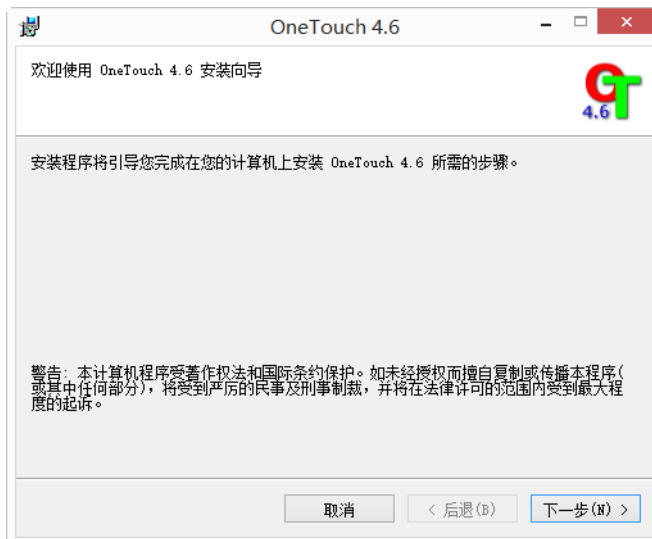 OneTouch 4.6
欢迎使用 OneTouch 4.6 安装向导
OT
4.6
安装程序将引导您完成在您的计算机上安装 OneTouch 4.6 所需的步骤。
警告: 本计算机程序受著作权法和国际条约保护。如未经授权而擅自复制或传播本程序(
或其中任何部分)，将受到严厉的民事及刑事制裁，并将在法律许可的范围内受到最大程
度的起诉。
取消
< 后退(B)
下一步(N) >